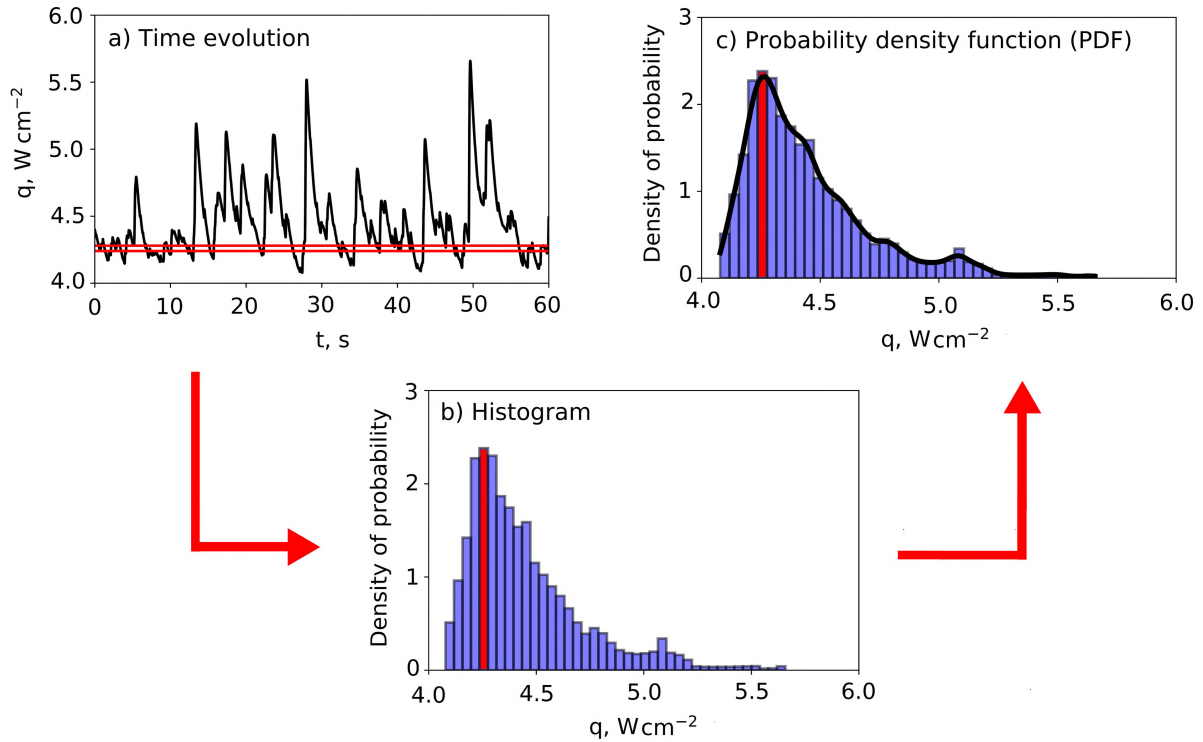 a) Time evolution
6.0
5.5
5.0
4.5
4.0
q, W cm⁻²
0 10 20 30 40 50 60
t, s
c) Probability density function (PDF)
3
2
1
0
Density of probability
4.0 4.5 5.0 5.5 6.0
q, Wcm⁻²
b) Histogram
3
2
1
0
Density of probability
4.0 4.5 5.0 5.5 6.0
q, Wcm⁻²